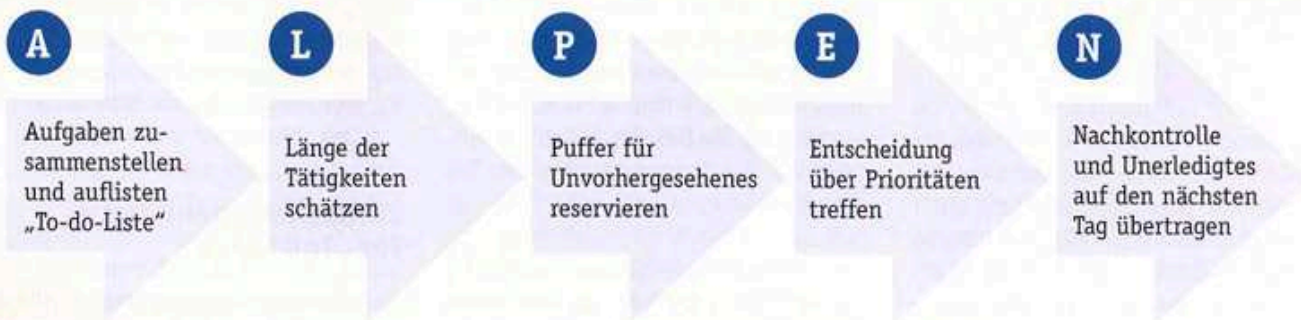 A
Aufgaben zu-
sammenstellen
und auflisten
„To-do-Liste“
L
Länge der
Tätigkeiten
schätzen
P
Puffer für
Unvorhergesehenes
reservieren
E
Entscheidung
über Prioritäten
treffen
N
Nachkontrolle
und Unerledigtes
auf den nächsten
Tag übertragen